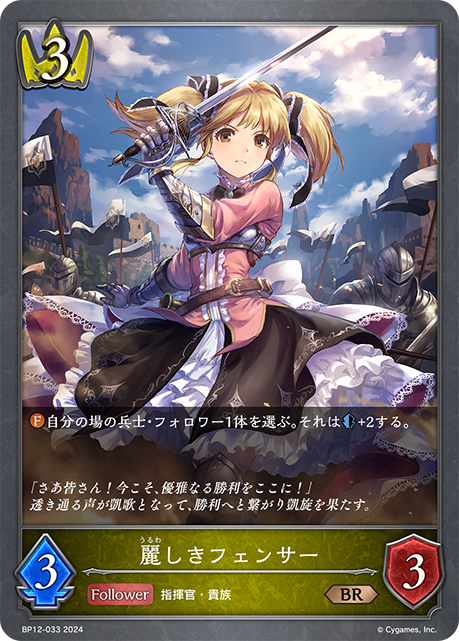 3
F自分の場の兵士・フォロワー1体を選ぶ。それは+2する。
「さあ皆さん！今こそ、優雅なる勝利をここに！」
透き通る声が凱歌となって、勝利へと繋がり凱旋を果たす。
うるわ
麗しきフェンサー
3
Follower 指揮官・貴族 BR
3
BP12-033 2024 © Cygames, Inc.